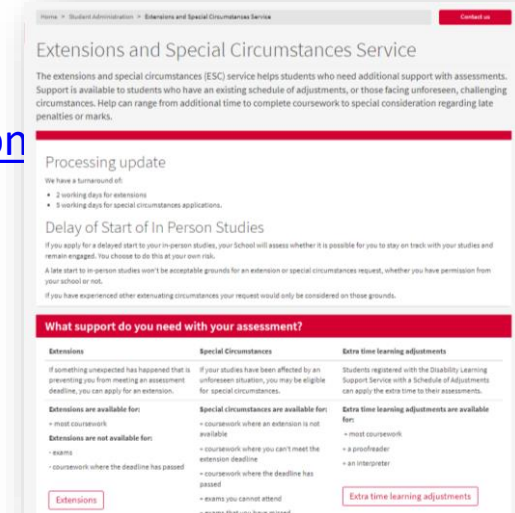 Home > Student Administration > Extensions and Special Circumstances Service
Contact us
Extensions and Special Circumstances Service
The extensions and special circumstances (ESC) service helps students who need additional support with assessments.
Support is available to students who have an existing schedule of adjustments, or those facing unforeseen, challenging
circumstances. Help can range from additional time to complete coursework to special consideration regarding late
penalties or marks.
on
Processing update
We have a turnaround of:
• 2 working days for extensions
• 5 working days for special circumstances applications.
Delay of Start of In Person Studies
If you apply for a delayed start to your in-person studies, your School will assess whether it is possible for you to stay on track with your studies and
remain engaged. You choose to do this at your own risk.
A late start to in-person studies won't be acceptable grounds for an extension or special circumstances request, whether you have permission from
your school or not.
If you have experienced other extenuating circumstances your request would only be considered on those grounds.
What support do you need with your assessment?
Extensions
If something unexpected has happened that is
preventing you from meeting an assessment
deadline, you can apply for an extension.
Extensions are available for:
- most coursework
Extensions are not available for:
- exams
- coursework where the deadline has passed
Extensions
Special Circumstances
If your studies have been affected by an
unforeseen situation, you may be eligible
for special circumstances.
Special circumstances are available for:
- coursework where an extension is not
available
- coursework where you can't meet the
extension deadline
- coursework where the deadline has
passed
- exams you cannot attend
- exams that you have missed
Extra time learning adjustments
Students registered with the Disability Learning
Support Service with a Schedule of Adjustments
can apply the extra time to their assessments.
Extra time learning adjustments are available
for:
- most coursework
- a proofreader
- an interpreter
Extra time learning adjustments